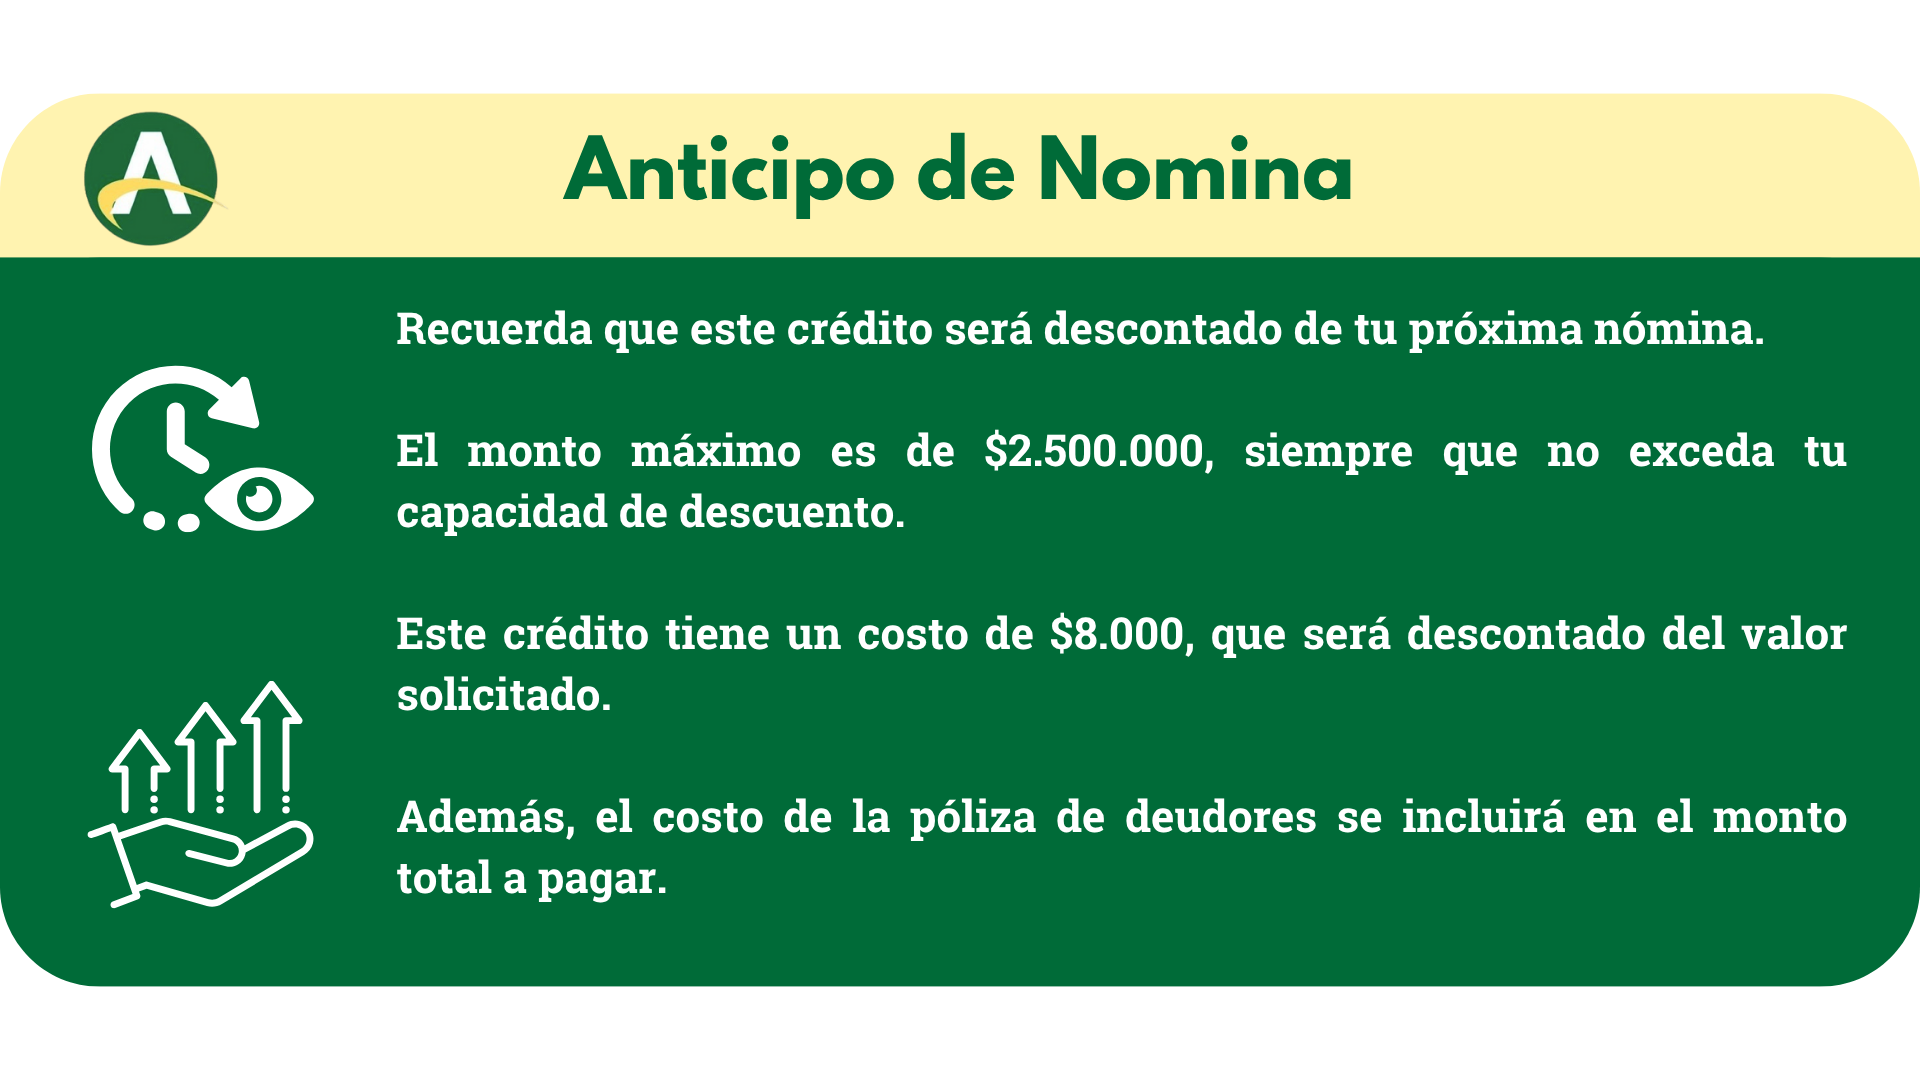 A
Anticipo de Nomina
Recuerda que este crédito será descontado de tu próxima nómina.
El monto máximo es de $2.500.000, siempre que no exceda tu
capacidad de descuento.
Este crédito tiene un costo de $8.000, que será descontado del valor
solicitado.
Además, el costo de la póliza de deudores se incluirá en el monto
total a pagar.